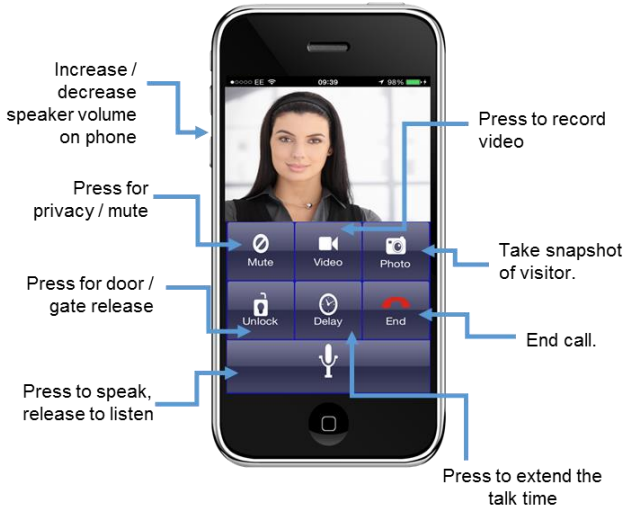 Increase /
decrease
speaker volume
on phone
●○○○○ EE 09:39 98%
Press to record
video
Press for
privacy / mute
Mute Video Photo
Take snapshot
of visitor.
Press for door /
gate release
Unlock Delay End
End call.
Press to speak,
release to listen
Press to extend the
talk time